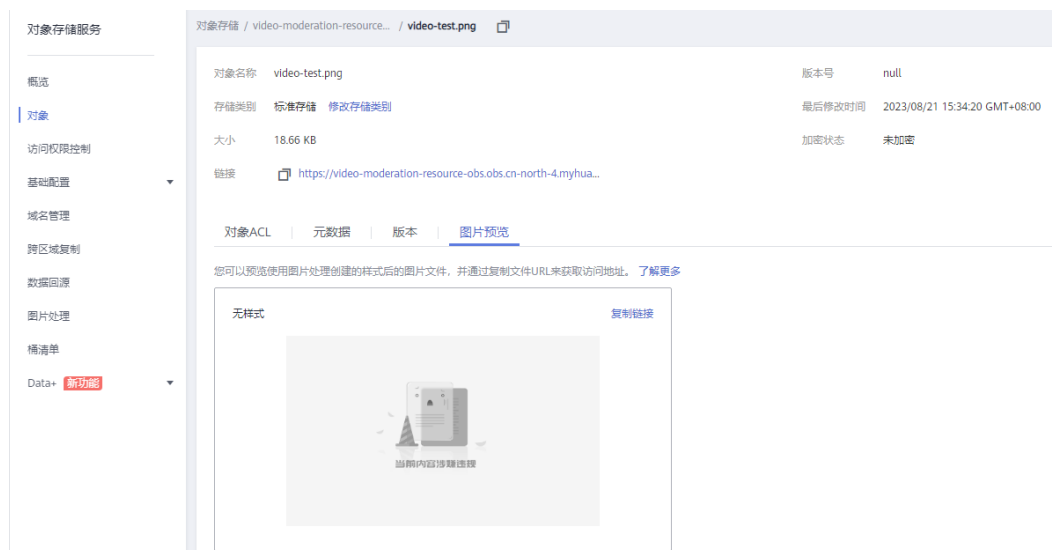 对象存储服务
概览
对象
访问权限控制
基础配置
域名管理
跨区域复制
数据回源
图片处理
桶清单
Data+ 新功能
对象存储 / video-moderation-resource... / video-test.png
对象名称 video-test.png
版本号 null
存储类别 标准存储 修改存储类别
最后修改时间 2023/08/21 15:34:20 GMT+08:00
大小 18.66 KB
加密状态 未加密
链接 https://video-moderation-resource-obs.obs.cn-north-4.myhua...
对象ACL 元数据 版本 图片预览
您可以预览使用图片处理创建的样式后的图片文件，并通过复制文件URL来获取访问地址。 了解更多
无样式 复制链接
当前内容涉嫌违规